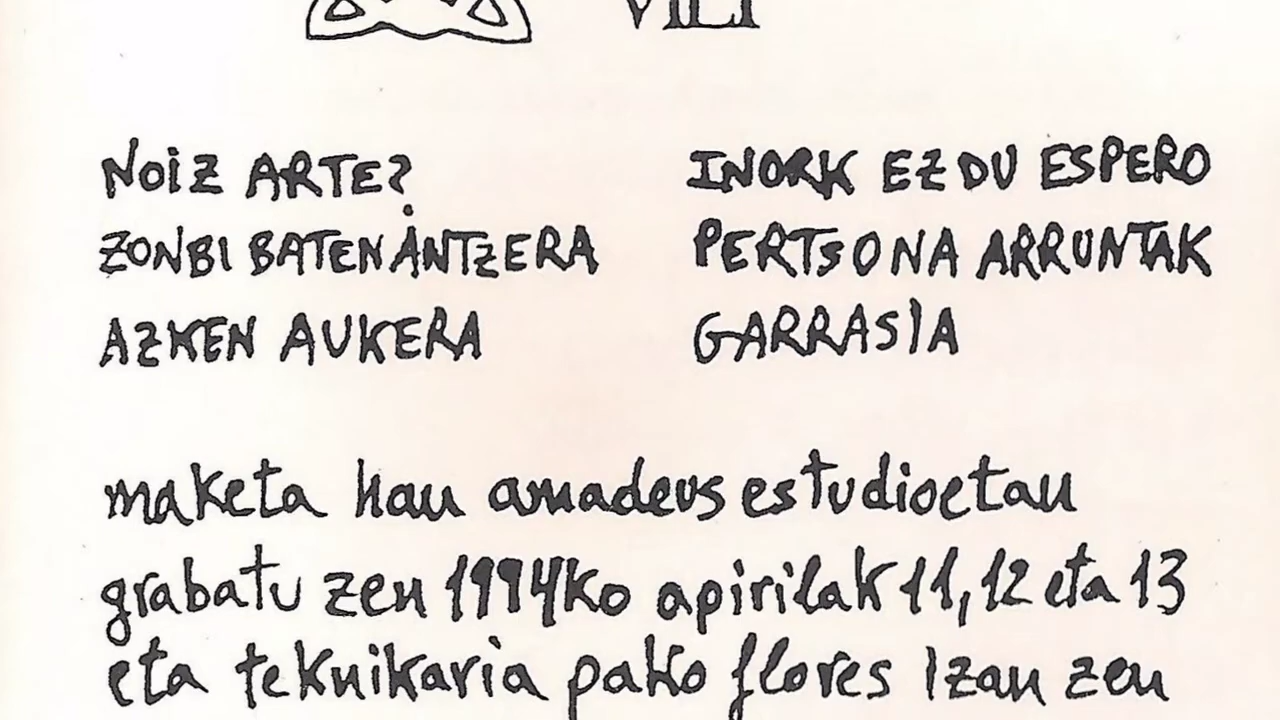 NOIZ ARTE? INORK EZ DU ESPERO
ZONBI BATEN ANTZERA PERTSONA ARRUNTAK
AZKEN AUKERA GARRASIA
maketa hau amadeus estudioetan
grabatu zen 1994ko apirilak 11, 12 eta 13
eta teknikaria pako flores izan zen